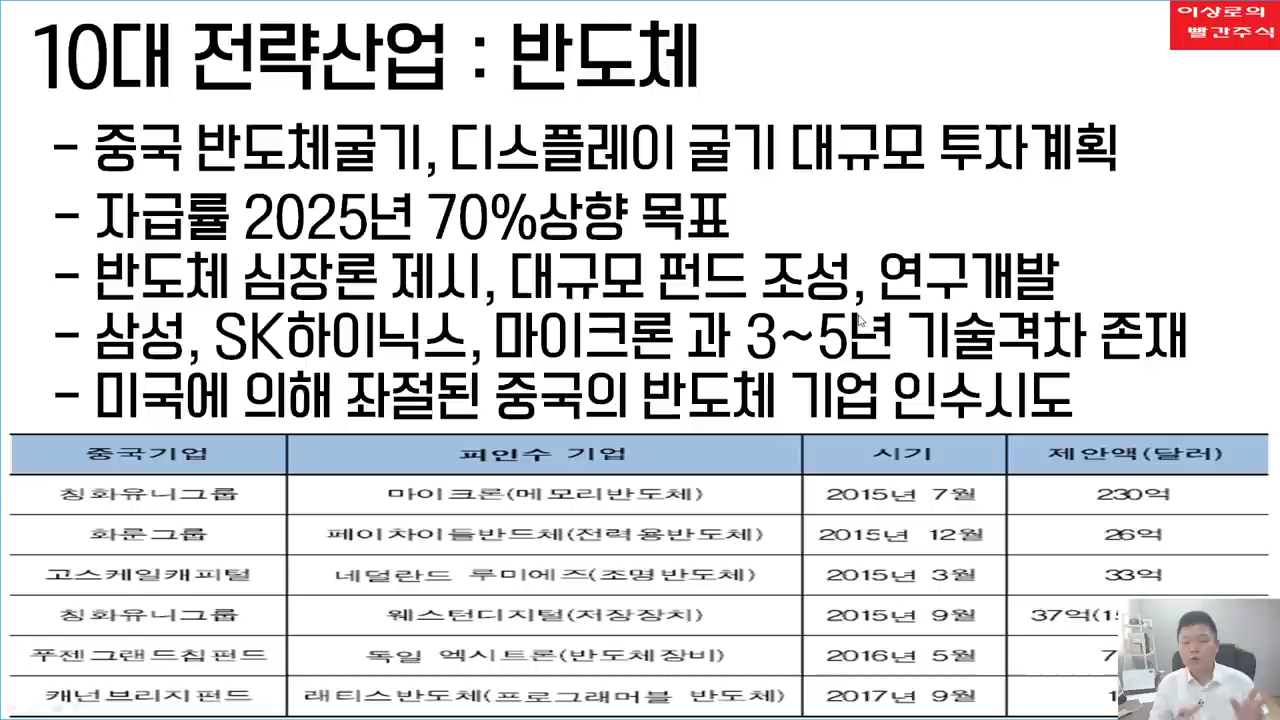 이상로의
빨간주식
10대 전략산업 : 반도체
- 중국 반도체굴기, 디스플레이 굴기 대규모 투자계획
- 자급률 2025년 70%상향 목표
- 반도체 심장론 제시, 대규모 펀드 조성, 연구개발
- 삼성, SK하이닉스, 마이크론 과 3~5년 기술격차 존재
- 미국에 의해 좌절된 중국의 반도체 기업 인수시도
중국기업 피인수 기업 시기 제안액(달러)
칭화유니그룹 마이크론(메모리반도체) 2015년 7월 230억
화룬그룹 페이차이들반드체(전력용반도체) 2015년 12월 26억
고스케일캐피털 네덜란드 루미에즈(조명반도체) 2015년 3월 33억
칭화유니그룹 웨스턴디지털(저장장치) 2015년 9월 37억
푸젠그랜드칩펀드 독일 엑시트론(반도체장비) 2016년 5월
캐넌브리지펀드 래티스반도체(프로그래머블 반도체) 2017년 9월